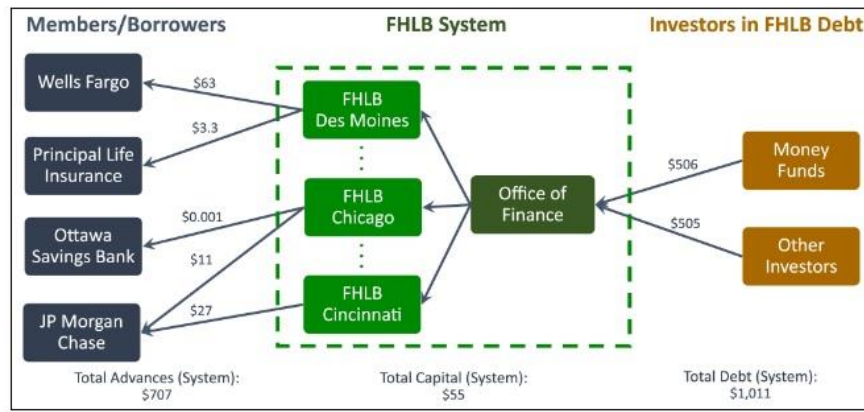 Members/Borrowers
FHLB System
Investors in FHLB Debt
Wells Fargo
Principal Life
Insurance
Ottawa
Savings Bank
JP Morgan
Chase
$63
$3.3
$0.001
$11
$27
FHLB
Des Moines
FHLB
Chicago
FHLB
Cincinnati
Office of
Finance
$506
$505
Money
Funds
Other
Investors
Total Advances (System):
$707
Total Capital (System):
$55
Total Debt (System):
$1,011